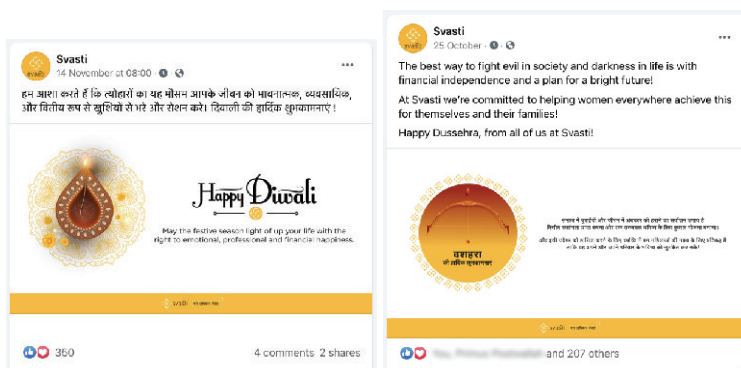 Svasti
14 November at 08:00
हम आशा करते हैं कि त्योहारों का यह मौसम आपके जीवन को भावनात्मक, व्यवसायिक,
और वित्तीय रूप से खुशियों से भरे और रोशन करे। दिवाली की हार्दिक शुभकामनाएं !
Happy Diwali
May the festive season light of up your life with the
right to emotional, professional and financial happiness.
svasti
350
4 comments 2 shares
Svasti
25 October
The best way to fight evil in society and darkness in life is with
financial independence and a plan for a bright future!
At Svasti we're committed to helping women everywhere achieve this
for themselves and their families!
Happy Dussehra, from all of us at Svasti!
दशहरा
की हार्दिक शुभकामनाएं
svasti
and 207 others